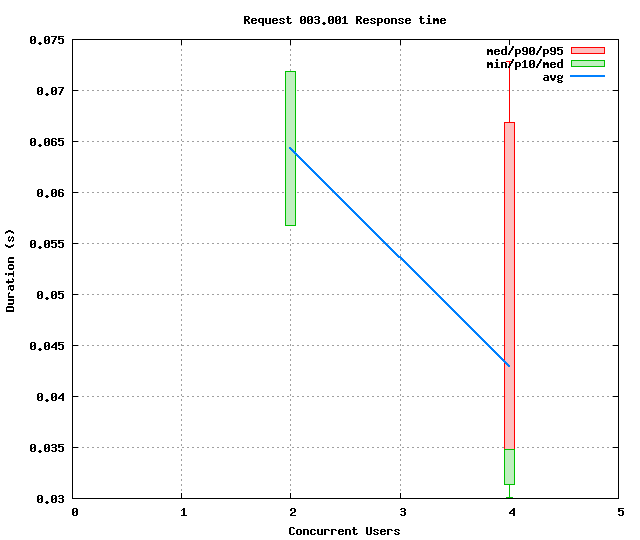 Request 003.001 Response time
0.075
0.07
0.065
0.06
0.055
0.05
0.045
0.04
0.035
0.03
Duration (s)
med/p90/p95
min/p10/med
avg
0 1 2 3 4 5
Concurrent Users